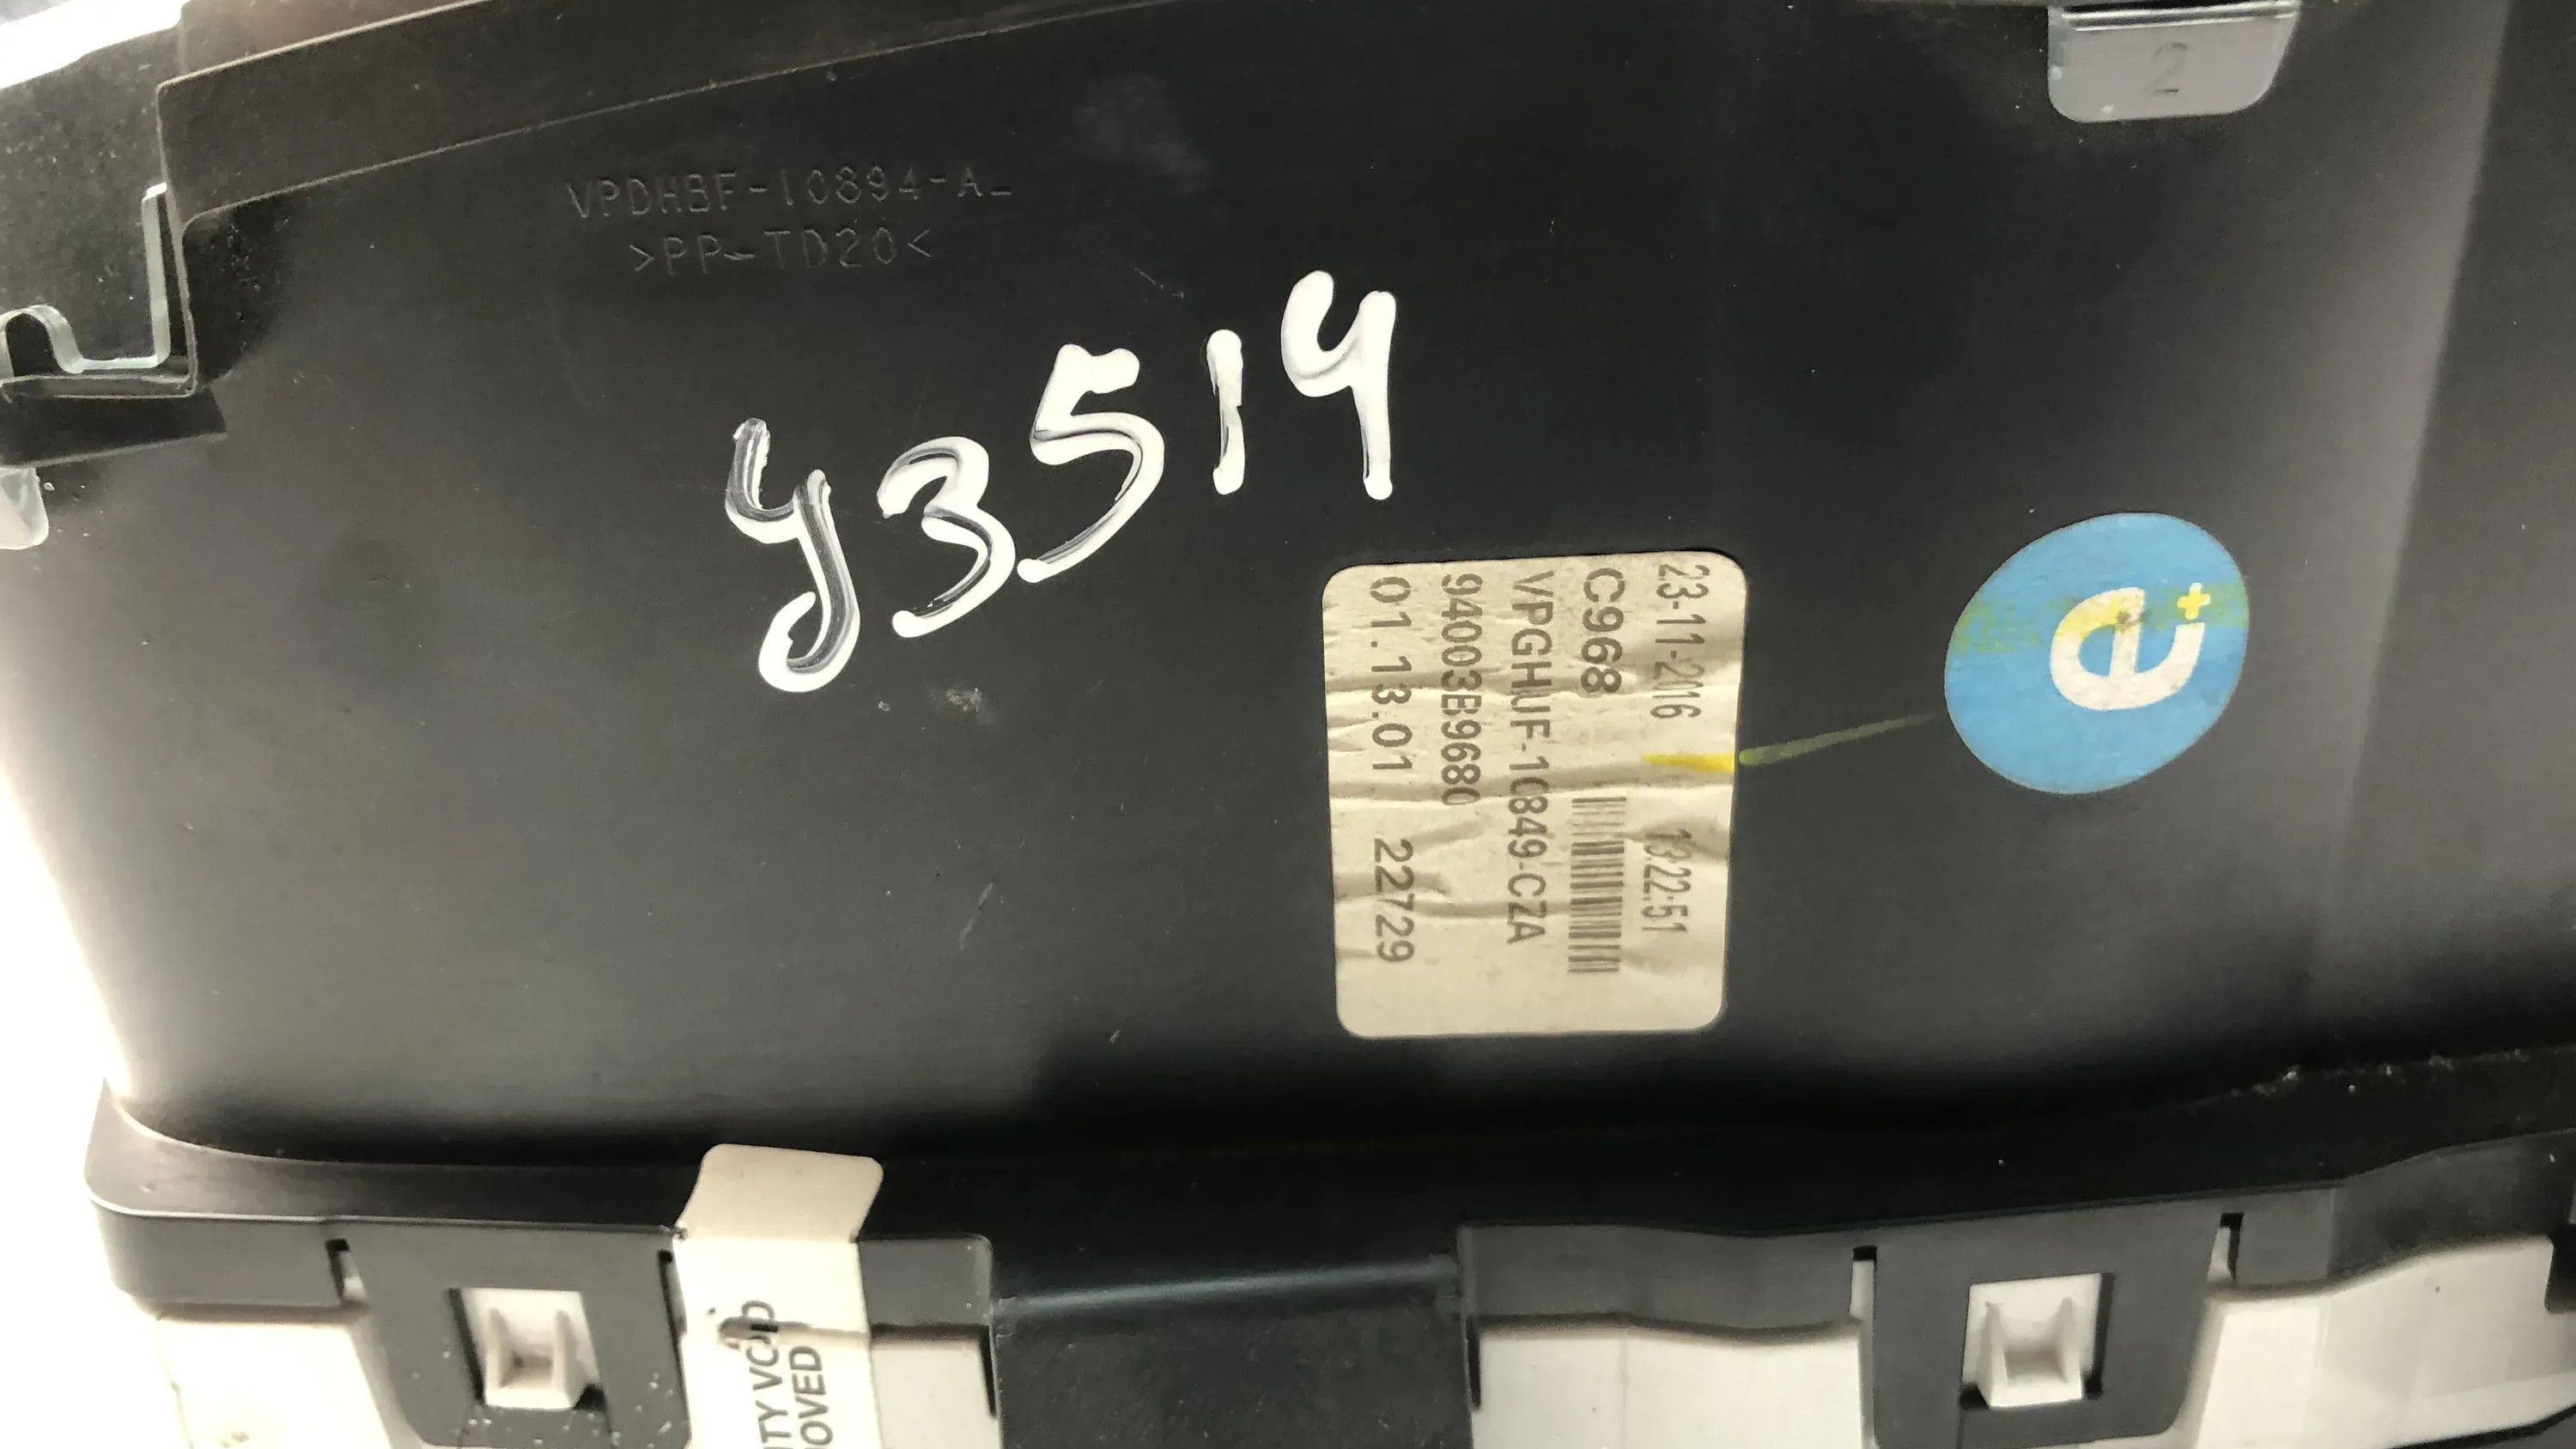 2
VPDHBF-10894-A_
>PP-TD20<
y3514
23-11-2016 13:22:51
C968
VPGHUF-10849-CZA
94003B9680
01.13.01 22729
e+